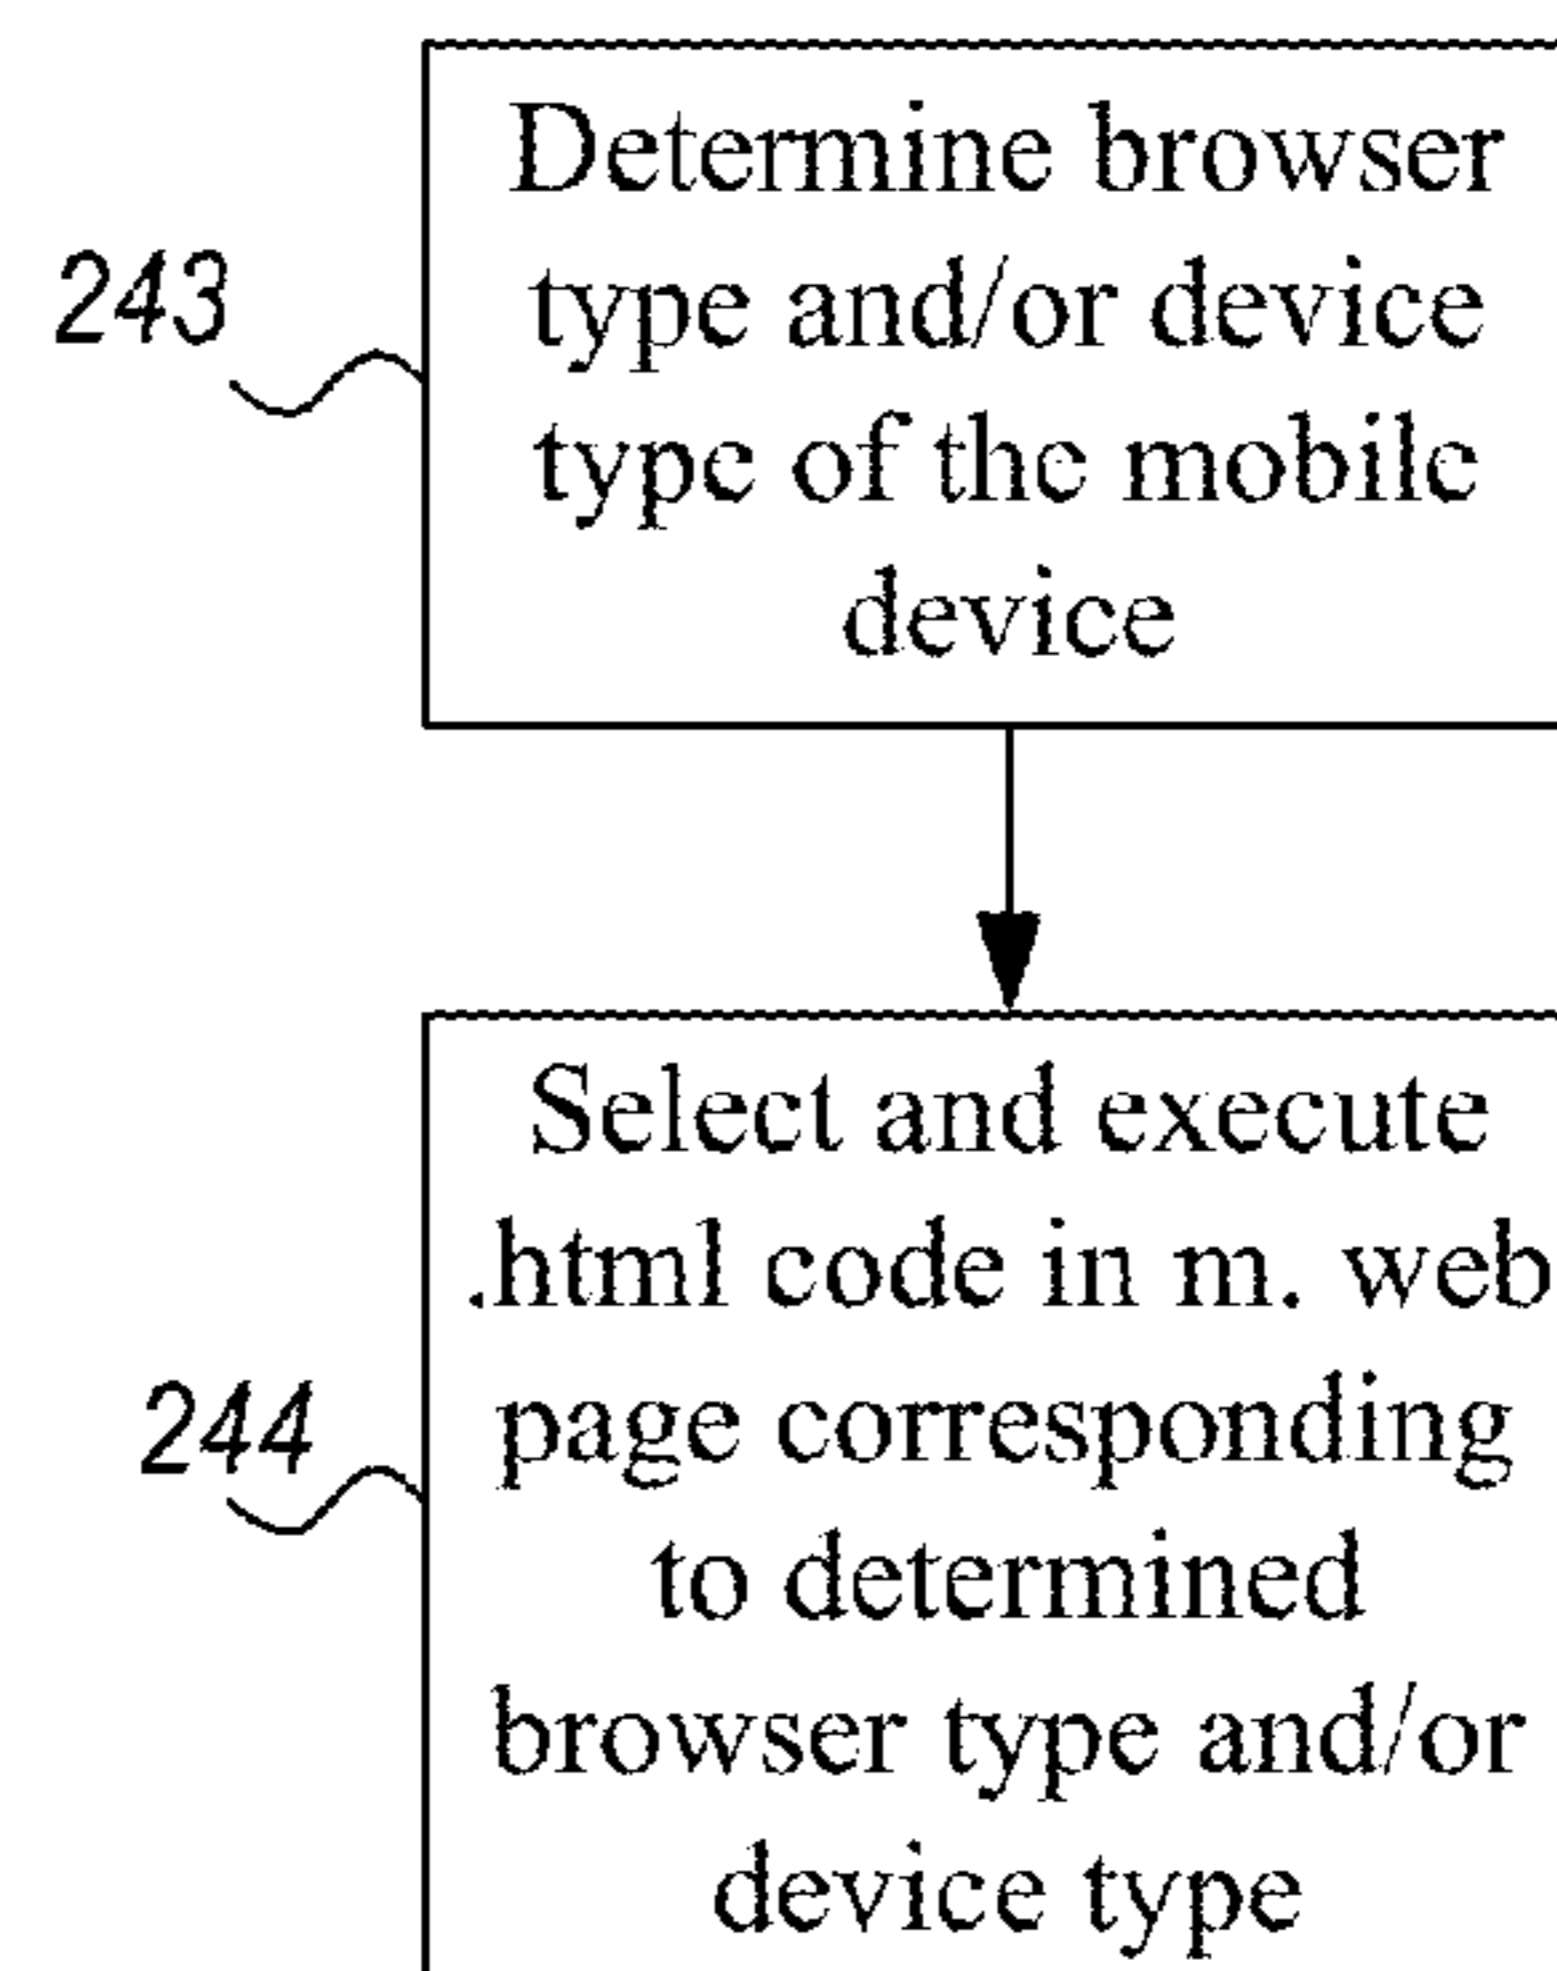 Determine browser
243
type and/or device
type of the mobile
device
Select and execute
.html code in m. web
page corresponding
244
to determined
browser type and/or
device type